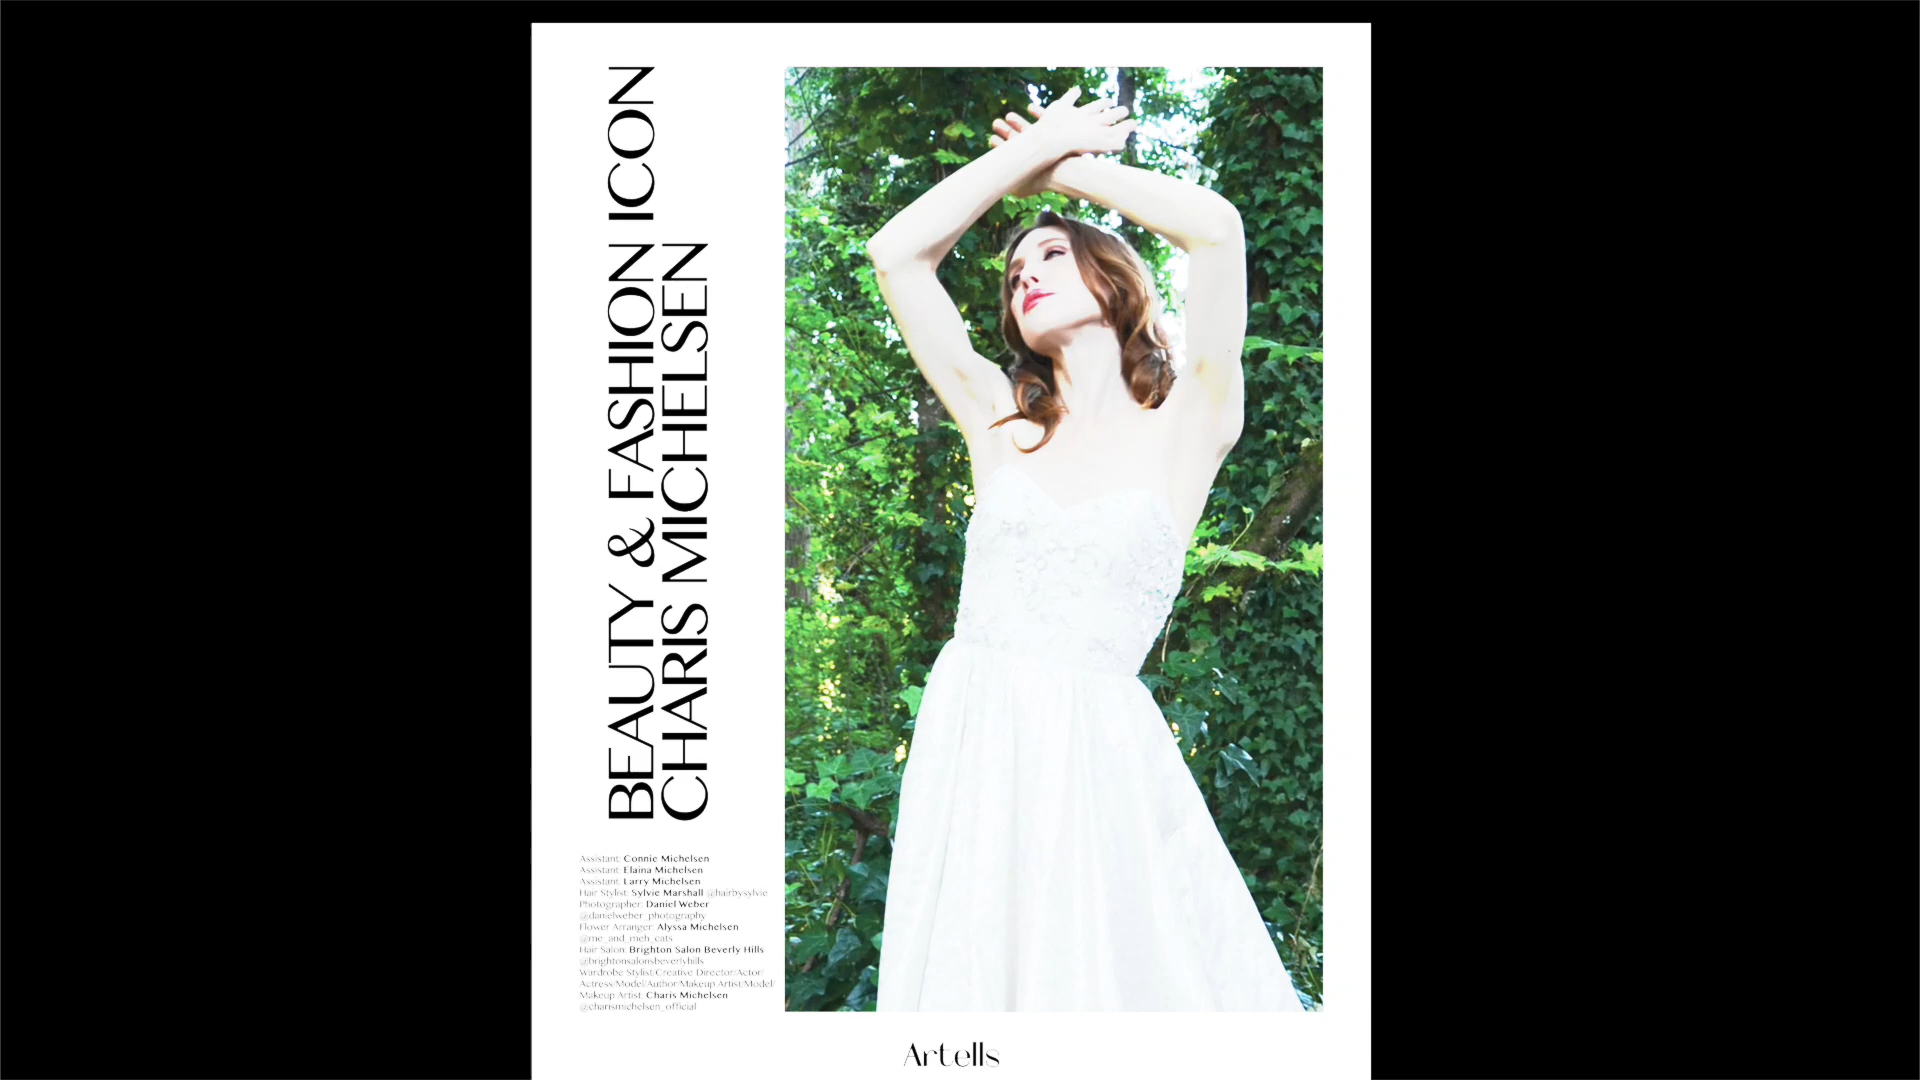 BEAUTY & FASHION ICON
CHARIS MICHELSEN
Assistant: Connie Michelsen
Assistant: Elaina Michelsen
Assistant: Larry Michelsen
Hair Stylist: Sylvie Marshall @hairbysylvie
Photographer: Daniel Weber
@danielweber_photography
Flower Arranger: Alyssa Michelsen
@me_and_meh_cats
Hair Salon: Brighton Salon Beverly Hills
@brightonsalonsbeverlyhills
Wardrobe Stylist/Creative Director/Actor/
Actress/Model/Author/Makeup Artist/Model/
Makeup Artist: Charis Michelsen
@charismichelsen_official
Artells